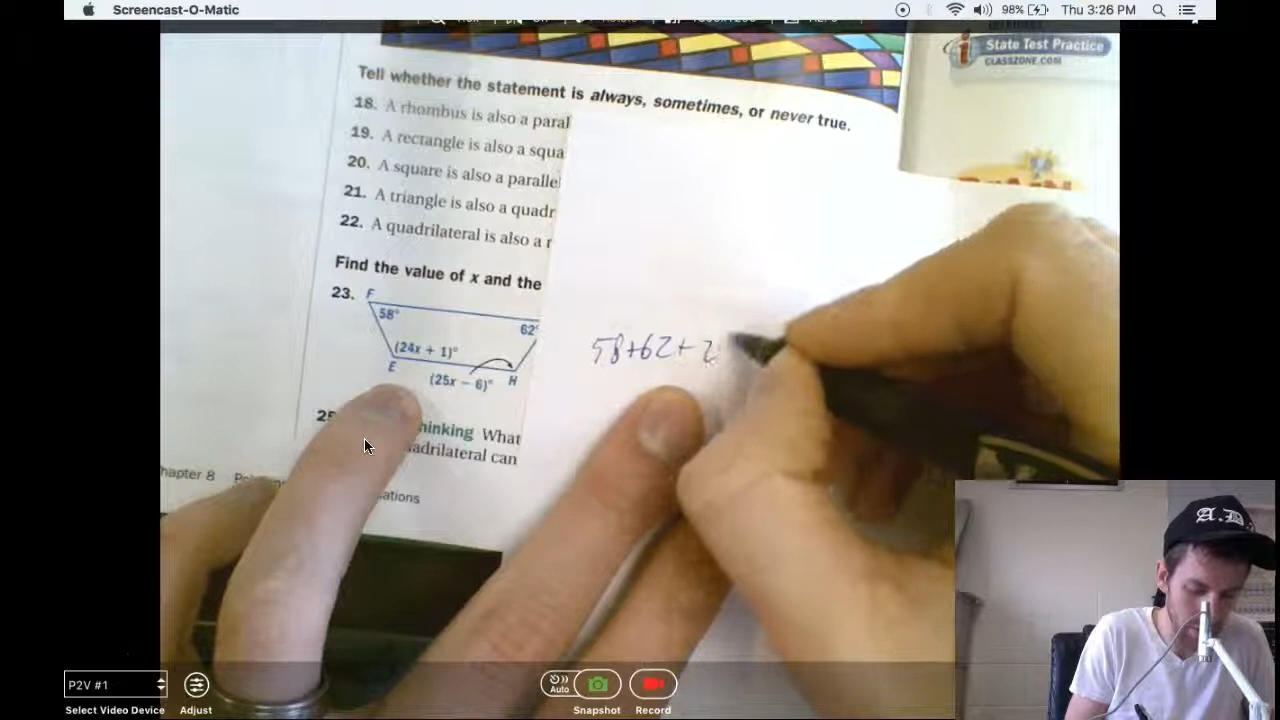 Screencast-O-Matic
98%
Thu 3:26 PM
State Test Practice
CLASSZONE.COM
Tell whether the statement is always, sometimes, or never true.
18. A rhombus is also a paral
19. A rectangle is also a squa
20. A square is also a paralle
21. A triangle is also a quadr
22. A quadrilateral is also a r
Find the value of x and the
23.
F
58°
62°
(24x + 1)°
E
(25x − 6)°
H
58+62+2
25
hinking What
uadrilateral can
hapter 8
ations
A.D.
P2V #1
Auto
Select Video Device
Adjust
Snapshot
Record